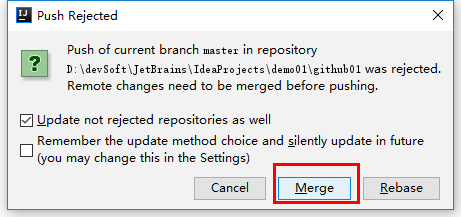 Push Rejected
Push of current branch master in repository
D:\devSoft\JetBrains\IdeaProjects\demo01\github01 was rejected.
Remote changes need to be merged before pushing.
Update not rejected repositories as well
Remember the update method choice and silently update in future
(you may change this in the Settings)
Cancel Merge Rebase